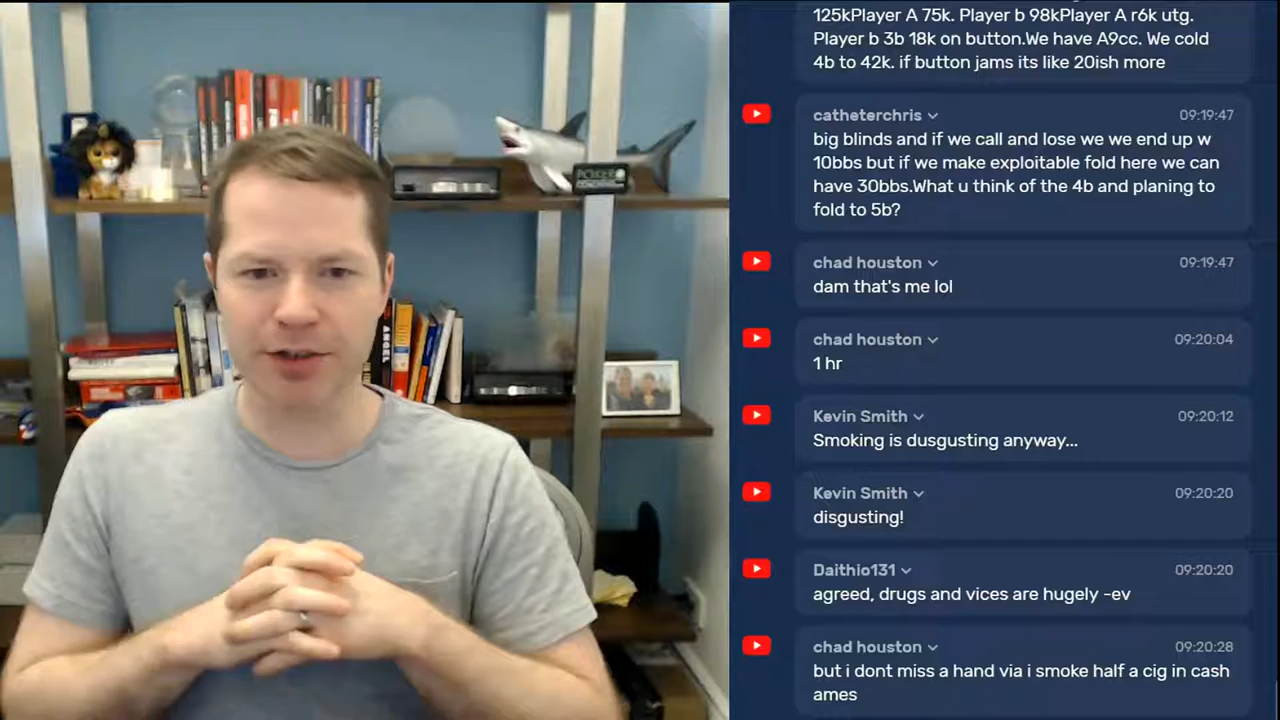 125kPlayer A 75k. Player b 98kPlayer A r6k utg.
Player b 3b 18k on button.We have A9cc. We cold
4b to 42k. if button jams its like 20ish more
catheterchris 09:19:47
big blinds and if we call and lose we we end up w
10bbs but if we make exploitable fold here we can
have 30bbs.What u think of the 4b and planing to
fold to 5b?
chad houston 09:19:47
dam that's me lol
chad houston 09:20:04
1 hr
Kevin Smith 09:20:12
Smoking is dusgusting anyway...
Kevin Smith 09:20:20
disgusting!
Daithio131 09:20:20
agreed, drugs and vices are hugely -ev
chad houston 09:20:28
but i dont miss a hand via i smoke half a cig in cash
ames
POKER
ANGEL